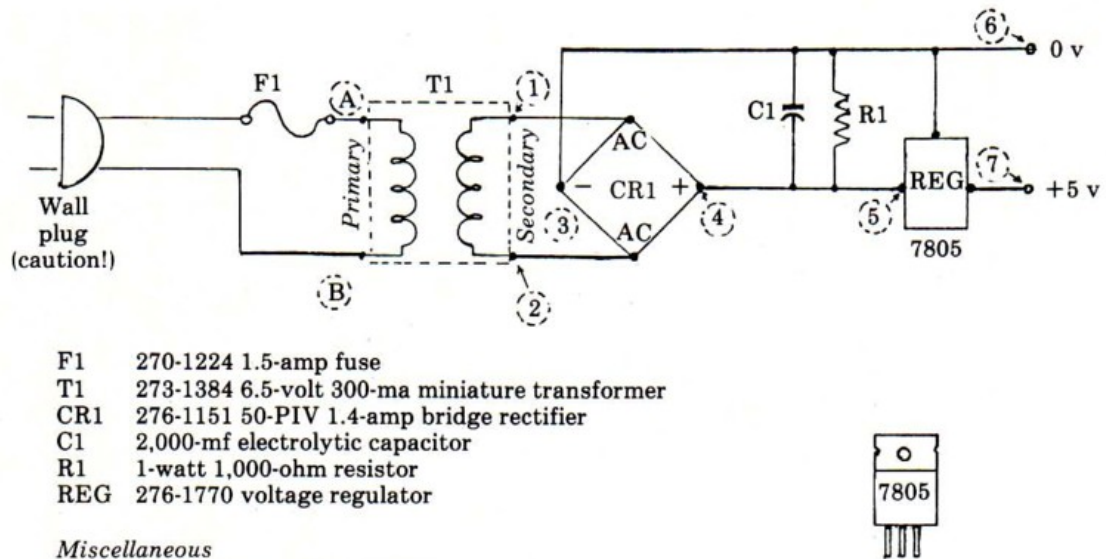 6
0 v
F1
A
T1
1
C1
R1
Primary
Secondary
AC
- CR1 +
AC
3
4
5
REG
7
+5 v
7805
Wall
plug
(caution!)
B
2
F1 270-1224 1.5-amp fuse
T1 273-1384 6.5-volt 300-ma miniature transformer
CR1 276-1151 50-PIV 1.4-amp bridge rectifier
C1 2,000-mf electrolytic capacitor
R1 1-watt 1,000-ohm resistor
REG 276-1770 voltage regulator
7805
Miscellaneous